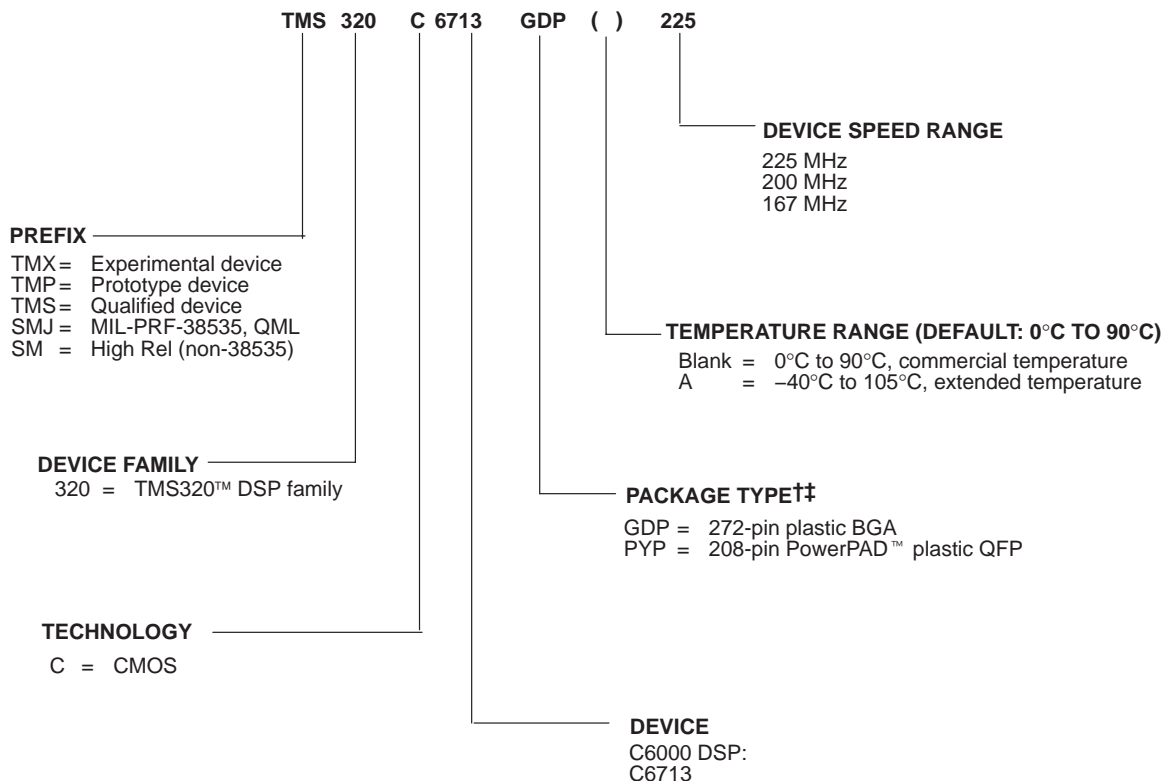 TMS 320 C 6713 GDP ( ) 225
DEVICE SPEED RANGE
225 MHz
200 MHz
167 MHz
PREFIX
TMX = Experimental device
TMP = Prototype device
TMS = Qualified device
SMJ = MIL-PRF-38535, QML
SM = High Rel (non-38535)
TEMPERATURE RANGE (DEFAULT: 0°C TO 90°C)
Blank = 0°C to 90°C, commercial temperature
A = –40°C to 105°C, extended temperature
DEVICE FAMILY
320 = TMS320™ DSP family
PACKAGE TYPE†‡
GDP = 272-pin plastic BGA
PYP = 208-pin PowerPAD™ plastic QFP
TECHNOLOGY
C = CMOS
DEVICE
C6000 DSP:
C6713